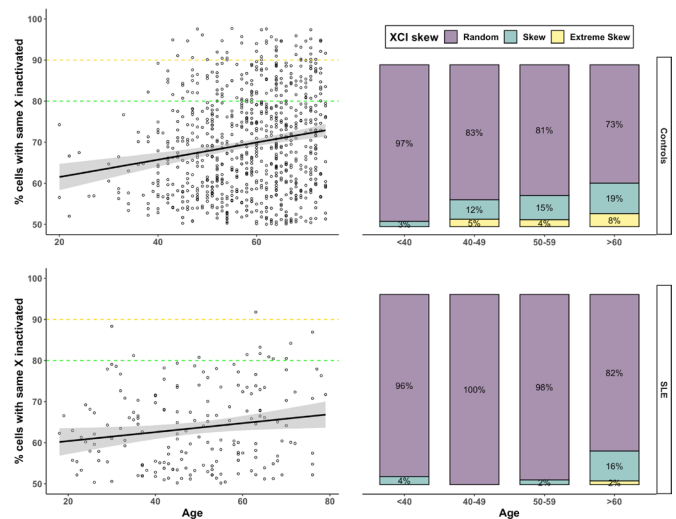 XCI skew Random Skew Extreme Skew
% cells with same X inactivated
100
90
80
70
60
50
20 40 60
97% 83% 81% 73%
3% 12% 15% 19%
5% 4% 8%
<40 40-49 50-59 >60
Controls
% cells with same X inactivated
100
90
80
70
60
50
20 40 60 80
Age
96% 100% 98% 82%
4% 2% 16%
2%
<40 40-49 50-59 >60
Age
SLE